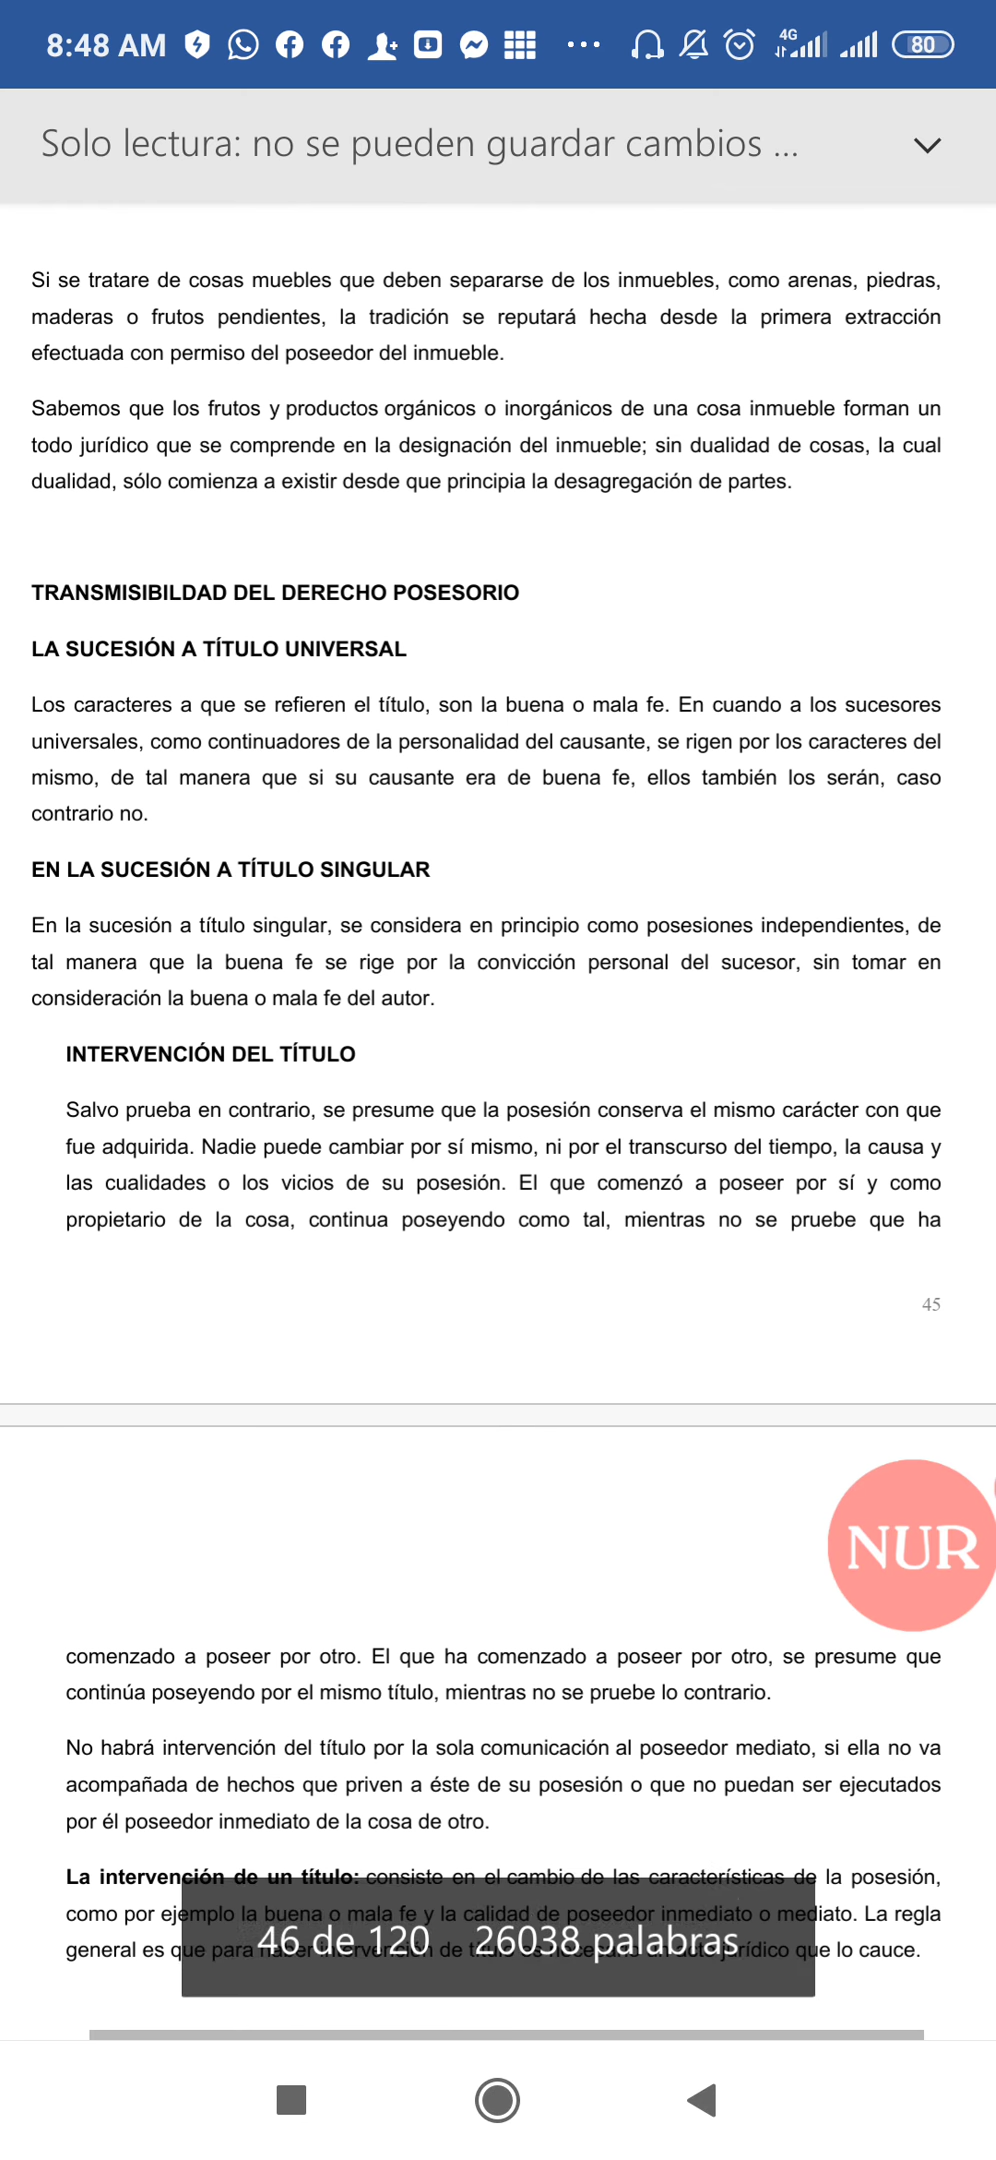 8:48 AM 4G 80
Solo lectura: no se pueden guardar cambios ...
Si se tratare de cosas muebles que deben separarse de los inmuebles, como arenas, piedras,
maderas o frutos pendientes, la tradición se reputará hecha desde la primera extracción
efectuada con permiso del poseedor del inmueble.
Sabemos que los frutos y productos orgánicos o inorgánicos de una cosa inmueble forman un
todo jurídico que se comprende en la designación del inmueble; sin dualidad de cosas, la cual
dualidad, sólo comienza a existir desde que principia la desagregación de partes.
TRANSMISIBILDAD DEL DERECHO POSESORIO
LA SUCESIÓN A TÍTULO UNIVERSAL
Los caracteres a que se refieren el título, son la buena o mala fe. En cuando a los sucesores
universales, como continuadores de la personalidad del causante, se rigen por los caracteres del
mismo, de tal manera que si su causante era de buena fe, ellos también los serán, caso
contrario no.
EN LA SUCESIÓN A TÍTULO SINGULAR
En la sucesión a título singular, se considera en principio como posesiones independientes, de
tal manera que la buena fe se rige por la convicción personal del sucesor, sin tomar en
consideración la buena o mala fe del autor.
INTERVENCIÓN DEL TÍTULO
Salvo prueba en contrario, se presume que la posesión conserva el mismo carácter con que
fue adquirida. Nadie puede cambiar por sí mismo, ni por el transcurso del tiempo, la causa y
las cualidades o los vicios de su posesión. El que comenzó a poseer por sí y como
propietario de la cosa, continua poseyendo como tal, mientras no se pruebe que ha
45
NUR
comenzado a poseer por otro. El que ha comenzado a poseer por otro, se presume que
continúa poseyendo por el mismo título, mientras no se pruebe lo contrario.
No habrá intervención del título por la sola comunicación al poseedor mediato, si ella no va
acompañada de hechos que priven a éste de su posesión o que no puedan ser ejecutados
por él poseedor inmediato de la cosa de otro.
La intervención de un título: consiste en el cambio de las características de la posesión,
como por ejemplo la buena o mala fe y la calidad de poseedor inmediato o mediato. La regla
general es que para haber intervención de título es necesario un acto jurídico que lo cauce.
46 de 120 26038 palabras